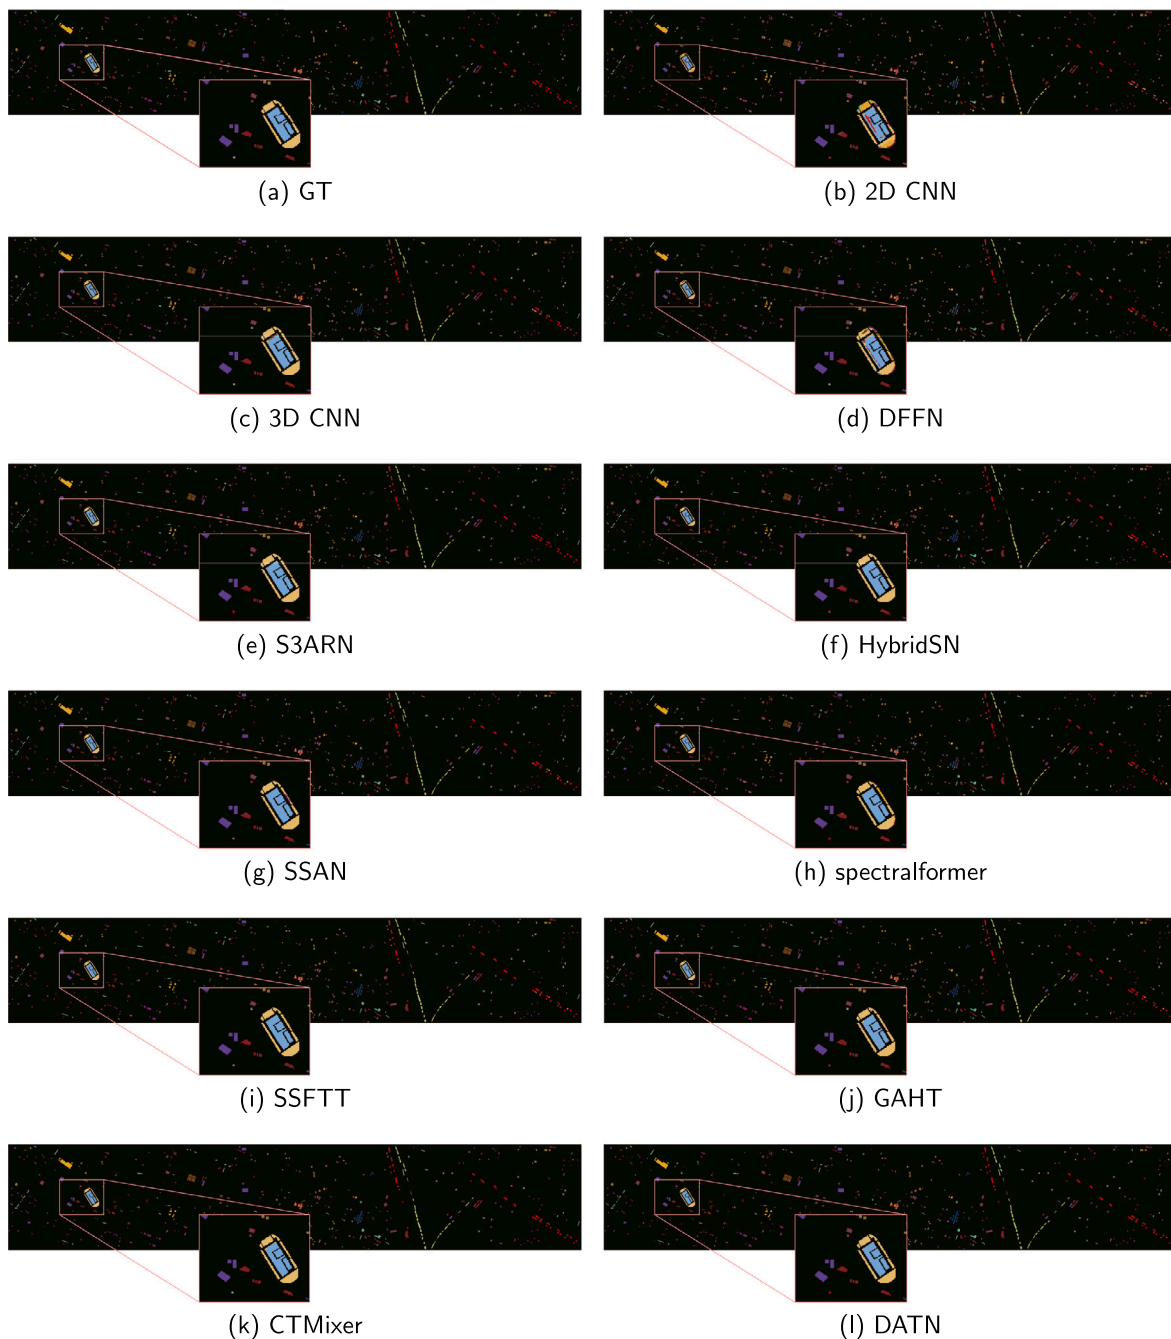 (a) GT
(b) 2D CNN
(c) 3D CNN
(d) DFFN
(e) S3ARN
(f) HybridSN
(g) SSAN
(h) spectralformer
(i) SSFTT
(j) GAHT
(k) CTMixer
(l) DATN